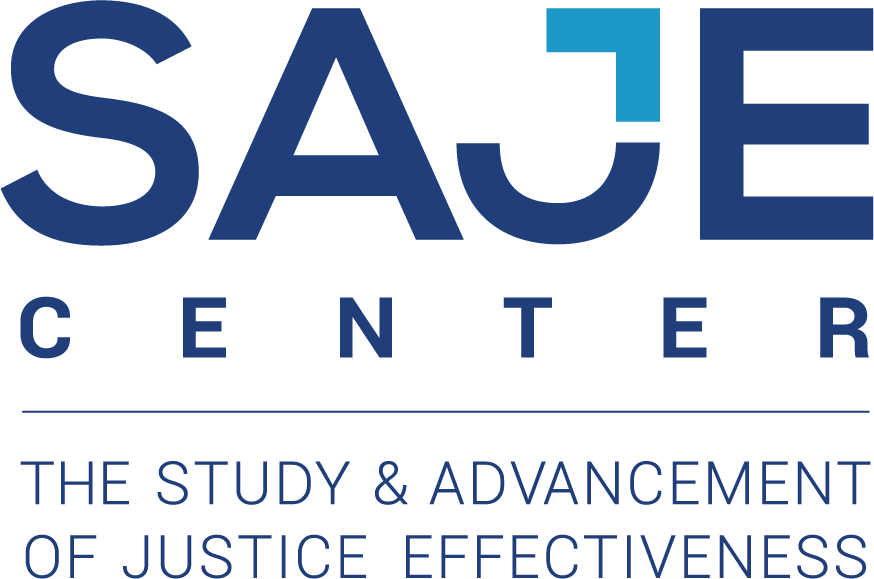 SAJE
CENTER
THE STUDY & ADVANCEMENT
OF JUSTICE EFFECTIVENESS